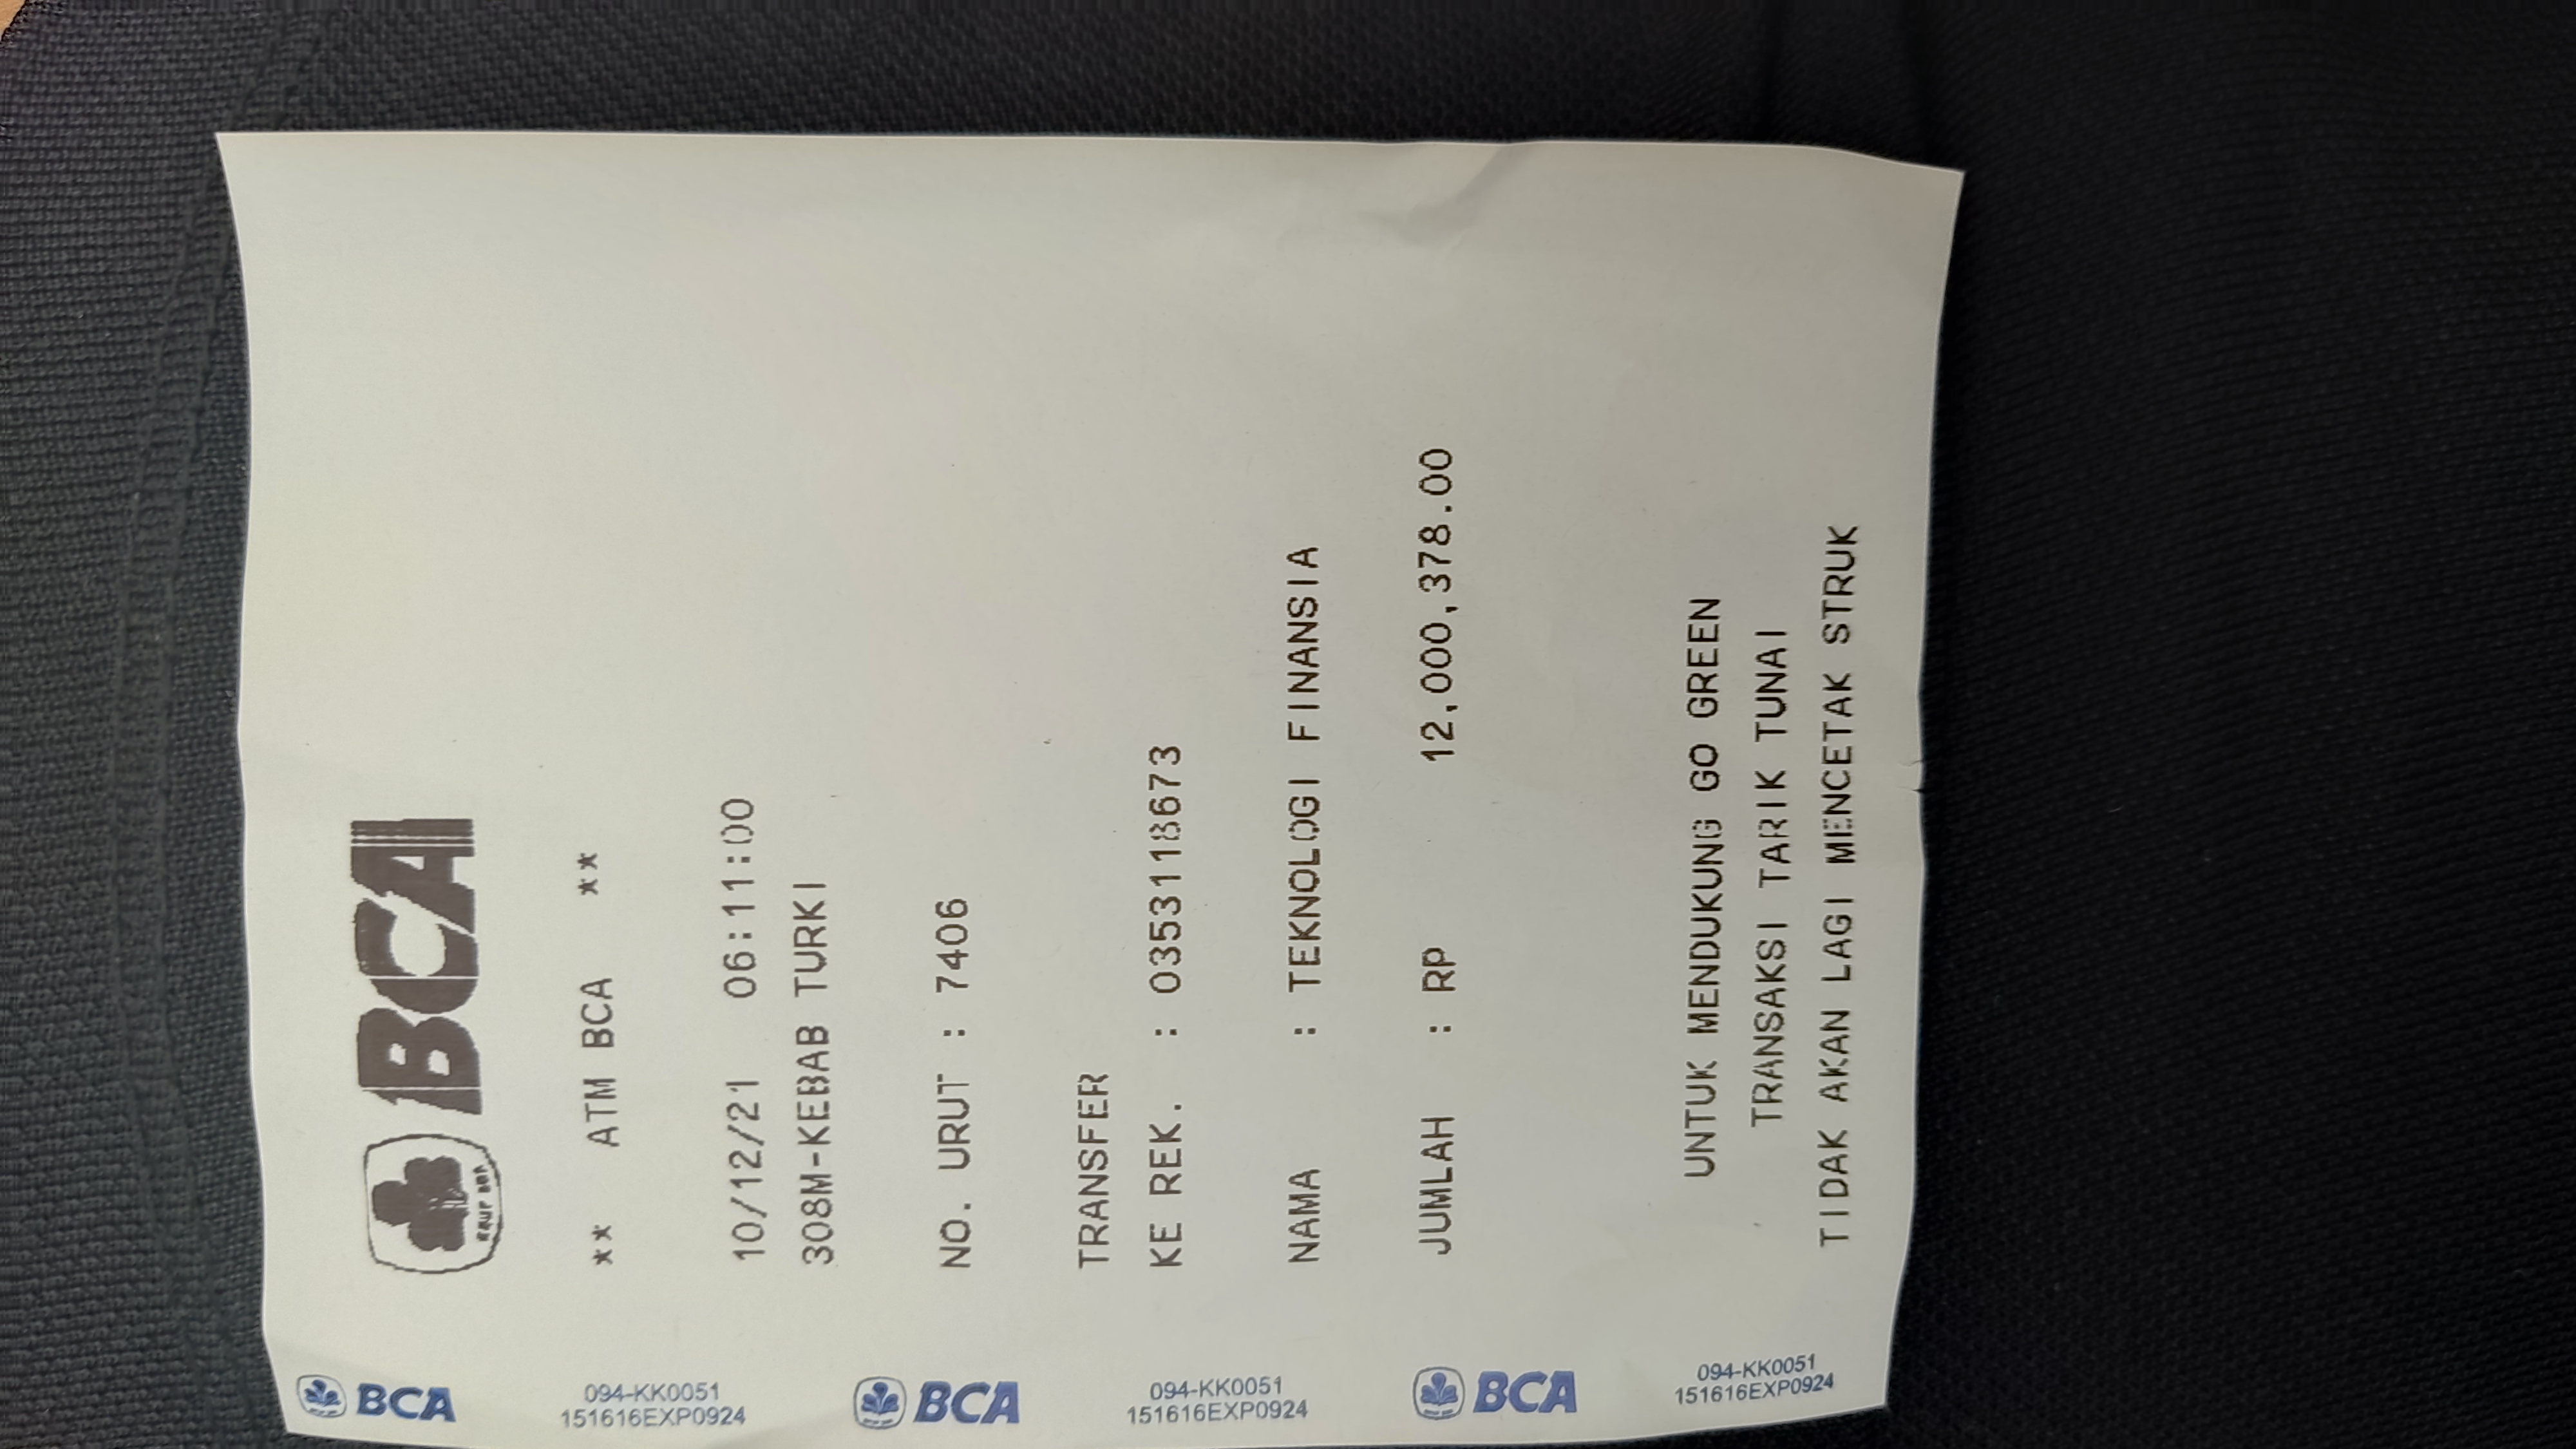 BCA
** ATM BCA **
10/12/21 06:11:00
308M-KEBAB TURKI
NO. URUT : 7406
TRANSFER
KE REK. : 0353118673
NAMA : TEKNOLOGI FINANSIA
JUMLAH : RP 12,000,378.00
UNTUK MENDUKUNG GO GREEN
TRANSAKSI TARIK TUNAI
TIDAK AKAN LAGI MENCETAK STRUK
BCA
094-KK0051
151616EXP0924
BCA
094-KK0051
151616EXP0924
BCA
094-KK0051
151616EXP0924